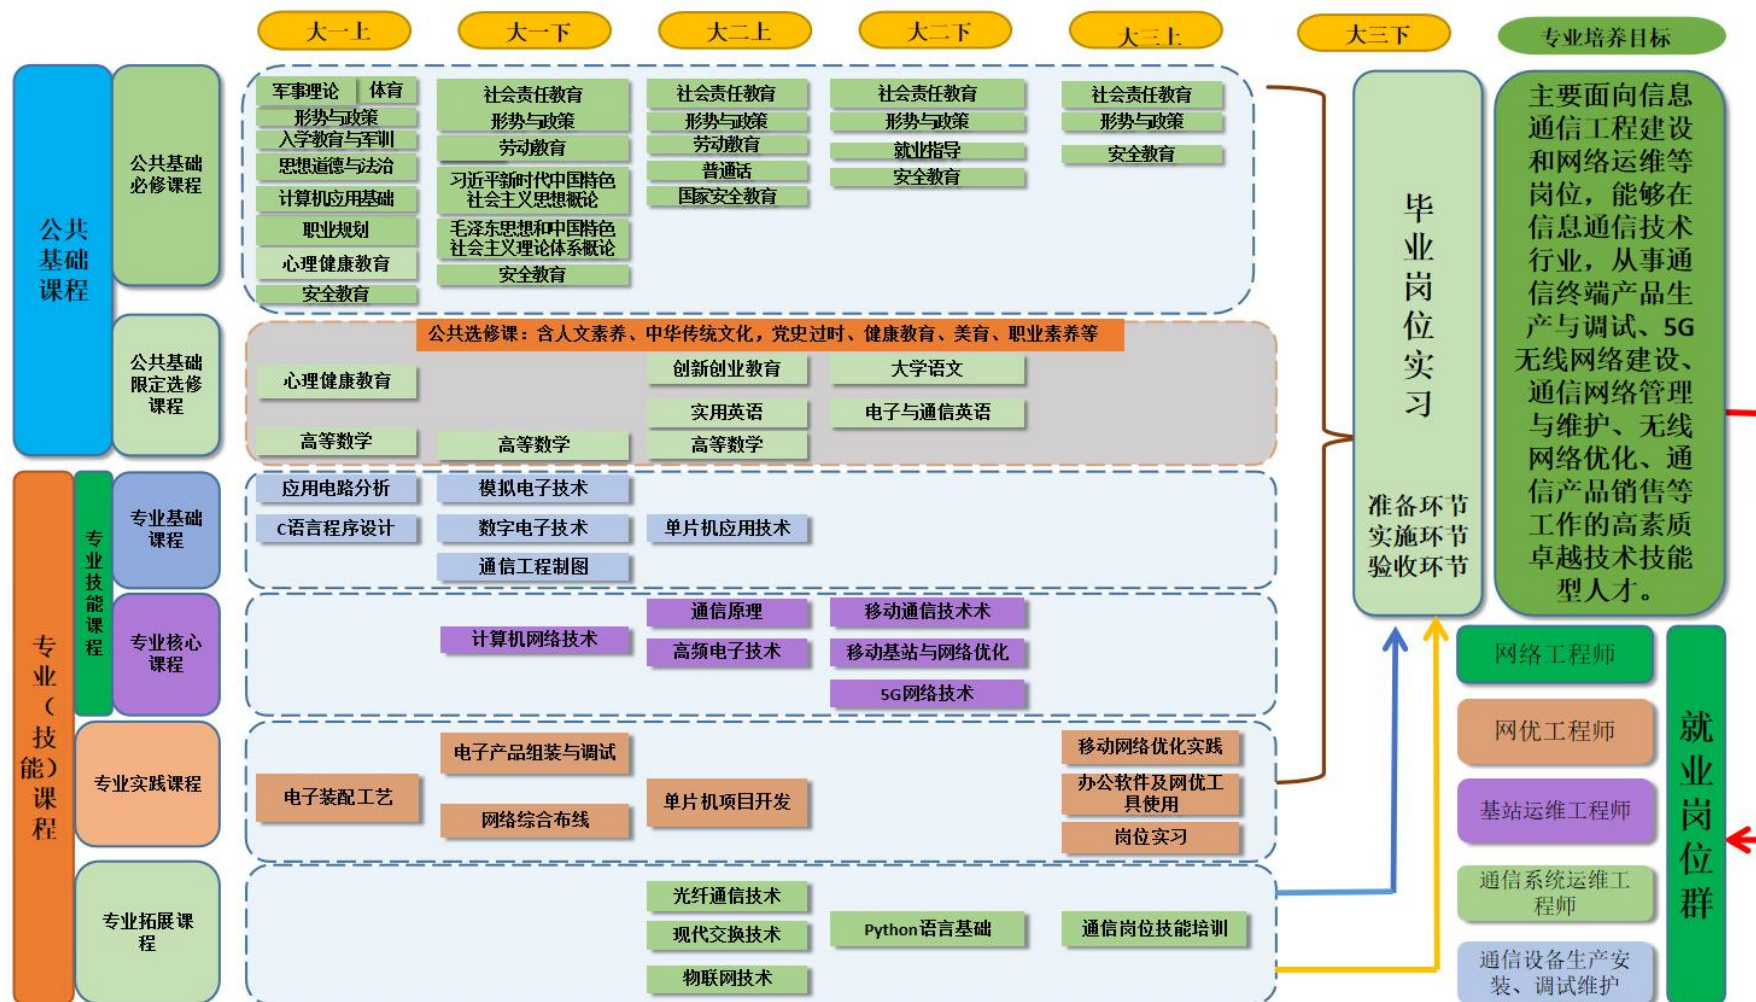 大一上
大一下
大二上
大二下
大三上
大三下
专业培养目标
公共
基础
课程
公共基础
必修课程
军事理论
体育
形势与政策
入学教育与军训
思想道德与法治
计算机应用基础
职业规划
心理健康教育
安全教育
社会责任教育
形势与政策
劳动教育
习近平新时代中国特色
社会主义思想概论
毛泽东思想和中国特色
社会主义理论体系概论
安全教育
社会责任教育
形势与政策
劳动教育
普通话
国家安全教育
社会责任教育
形势与政策
就业指导
安全教育
社会责任教育
形势与政策
安全教育
公共基础
限定选修
课程
公共选修课：含人文素养、中华传统文化，党史过时、健康教育、美育、职业素养等
心理健康教育
高等数学
高等数学
创新创业教育
实用英语
高等数学
大学语文
电子与通信英语
专业（技能）课程
专业技能课程
专业基础
课程
应用电路分析
C语言程序设计
模拟电子技术
数字电子技术
通信工程制图
单片机应用技术
专业核心
课程
计算机网络技术
通信原理
高频电子技术
移动通信技术术
移动基站与网络优化
5G网络技术
专业实践课程
电子装配工艺
电子产品组装与调试
网络综合布线
单片机项目开发
移动网络优化实践
办公软件及网优工
具使用
岗位实习
专业拓展课
程
光纤通信技术
现代交换技术
物联网技术
Python语言基础
通信岗位技能培训
毕业岗位实习
准备环节
实施环节
验收环节
主要面向信息
通信工程建设
和网络运维等
岗位，能够在
信息通信技术
行业，从事通
信终端产品生
产与调试、5G
无线网络建设、
通信网络管理
与维护、无线
网络优化、通
信产品销售等
工作的高素质
卓越技术技能
型人才。
网络工程师
网优工程师
基站运维工程师
通信系统运维工
程师
通信设备生产安
装、调试维护
就业岗位群